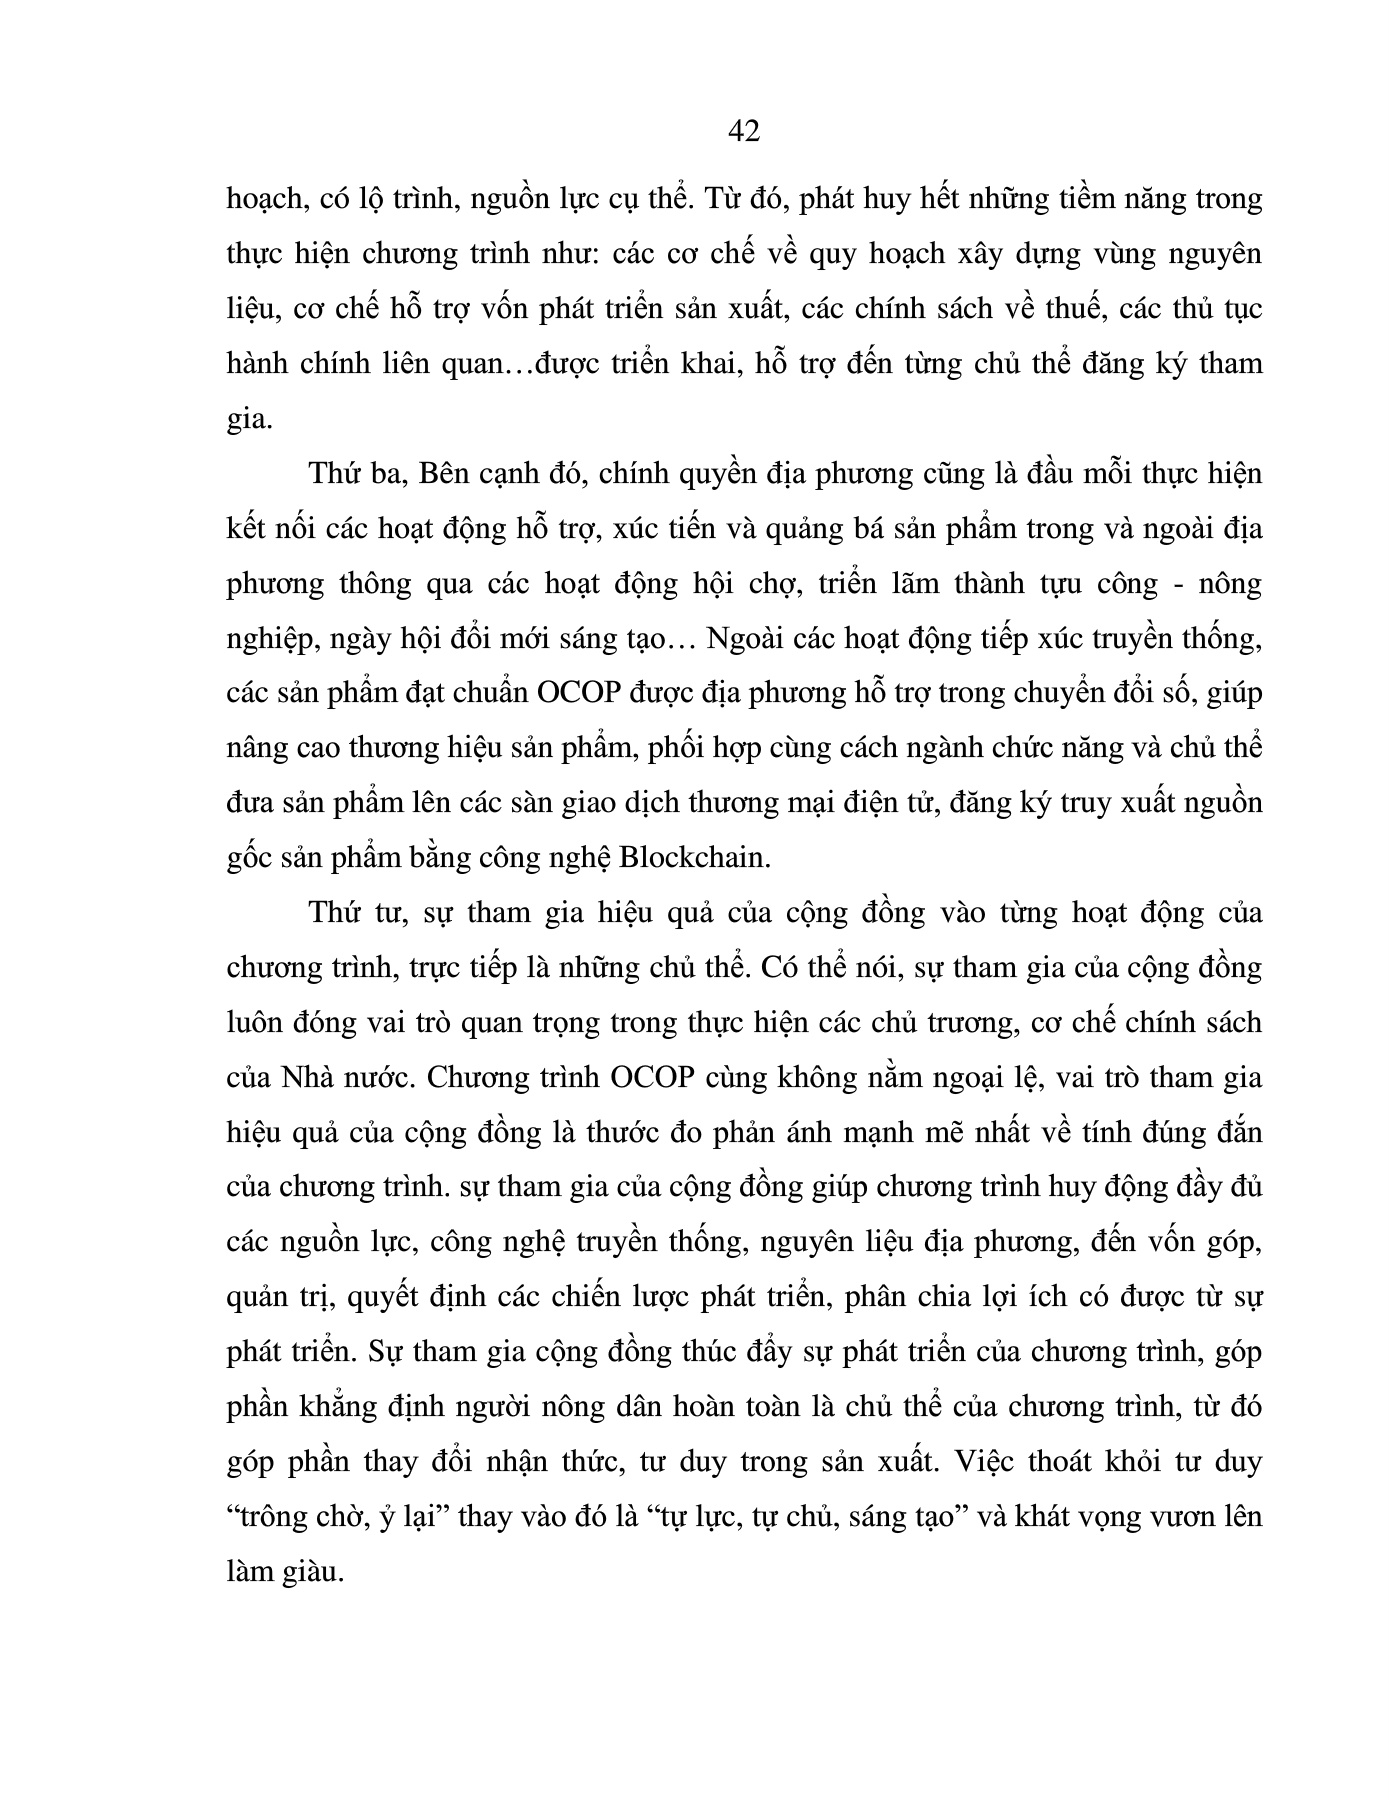 42
hoạch, có lộ trình, nguồn lực cụ thể. Từ đó, phát huy hết những tiềm năng trong
thực hiện chương trình như: các cơ chế về quy hoạch xây dựng vùng nguyên
liệu, cơ chế hỗ trợ vốn phát triển sản xuất, các chính sách về thuế, các thủ tục
hành chính liên quan…được triển khai, hỗ trợ đến từng chủ thể đăng ký tham
gia.
Thứ ba, Bên cạnh đó, chính quyền địa phương cũng là đầu mỗi thực hiện
kết nối các hoạt động hỗ trợ, xúc tiến và quảng bá sản phẩm trong và ngoài địa
phương thông qua các hoạt động hội chợ, triển lãm thành tựu công - nông
nghiệp, ngày hội đổi mới sáng tạo… Ngoài các hoạt động tiếp xúc truyền thống,
các sản phẩm đạt chuẩn OCOP được địa phương hỗ trợ trong chuyển đổi số, giúp
nâng cao thương hiệu sản phẩm, phối hợp cùng cách ngành chức năng và chủ thể
đưa sản phẩm lên các sàn giao dịch thương mại điện tử, đăng ký truy xuất nguồn
gốc sản phẩm bằng công nghệ Blockchain.
Thứ tư, sự tham gia hiệu quả của cộng đồng vào từng hoạt động của
chương trình, trực tiếp là những chủ thể. Có thể nói, sự tham gia của cộng đồng
luôn đóng vai trò quan trọng trong thực hiện các chủ trương, cơ chế chính sách
của Nhà nước. Chương trình OCOP cùng không nằm ngoại lệ, vai trò tham gia
hiệu quả của cộng đồng là thước đo phản ánh mạnh mẽ nhất về tính đúng đắn
của chương trình. sự tham gia của cộng đồng giúp chương trình huy động đầy đủ
các nguồn lực, công nghệ truyền thống, nguyên liệu địa phương, đến vốn góp,
quản trị, quyết định các chiến lược phát triển, phân chia lợi ích có được từ sự
phát triển. Sự tham gia cộng đồng thúc đẩy sự phát triển của chương trình, góp
phần khẳng định người nông dân hoàn toàn là chủ thể của chương trình, từ đó
góp phần thay đổi nhận thức, tư duy trong sản xuất. Việc thoát khỏi tư duy
“trông chờ, ỷ lại” thay vào đó là “tự lực, tự chủ, sáng tạo” và khát vọng vươn lên
làm giàu.